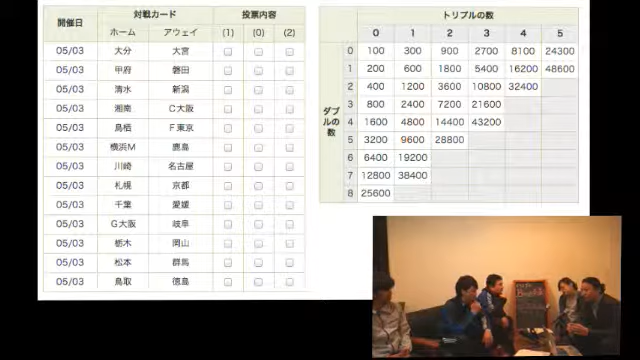 開催日 対戦カード 投票内容
ホーム アウェイ (1) (0) (2)
05/03 大分 大宮
05/03 甲府 磐田
05/03 清水 新潟
05/03 湘南 C大阪
05/03 鳥栖 F東京
05/03 横浜M 鹿島
05/03 川崎 名古屋
05/03 札幌 京都
05/03 千葉 愛媛
05/03 G大阪 岐阜
05/03 栃木 岡山
05/03 松本 群馬
05/03 鳥取 徳島
トリプルの数
0 1 2 3 4 5
ダブルの数
0 100 300 900 2700 8100 24300
1 200 600 1800 5400 16200 48600
2 400 1200 3600 10800 32400
3 800 2400 7200 21600
4 1600 4800 14400 43200
5 3200 9600 28800
6 6400 19200
7 12800 38400
8 25600